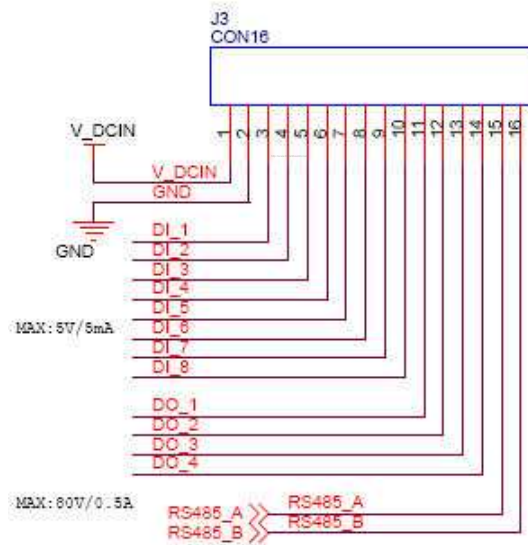 J3
CON16
1 2 3 4 5 6 7 8 9 10 11 12 13 14 15 16
V_DCIN
V_DCIN
GND
GND
DI_1
DI_2
DI_3
DI_4
DI_5
MAX:5V/5mA
DI_6
DI_7
DI_8
DO_1
DO_2
DO_3
DO_4
MAX:80V/0.5A
RS485_A RS485_A
RS485_B RS485_B